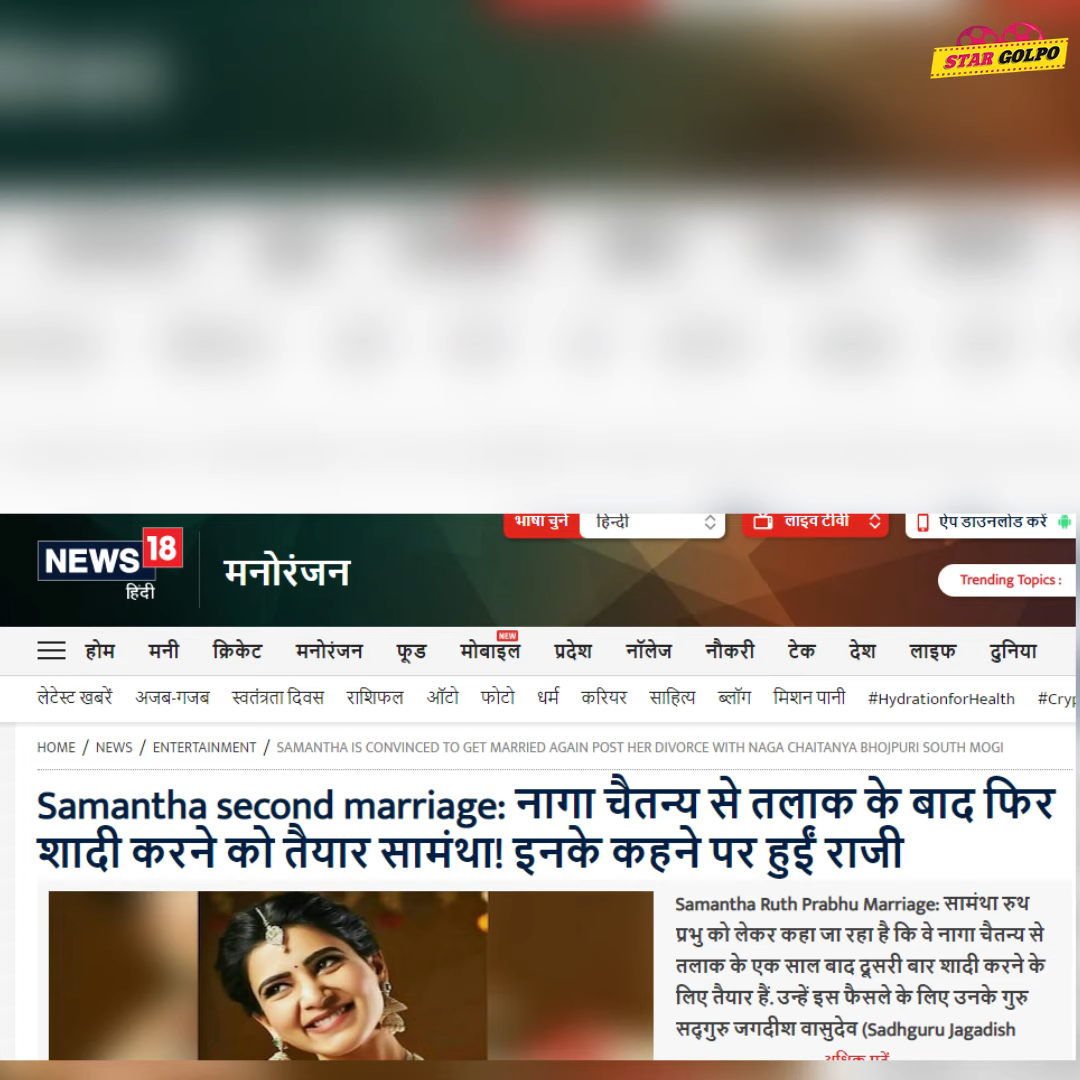 STAR GOLPO
भाषा चुनें हिन्दी लाइव टीवी ऐप डाउनलोड करें
NEWS 18
हिंदी
मनोरंजन
Trending Topics :
NEW
होम मनी क्रिकेट मनोरंजन फूड मोबाइल प्रदेश नॉलेज नौकरी टेक देश लाइफ दुनिया
लेटेस्ट खबरें अजब-गजब स्वतंत्रता दिवस राशिफल ऑटो फोटो धर्म करियर साहित्य ब्लॉग मिशन पानी #HydrationforHealth
HOME / NEWS / ENTERTAINMENT / SAMANTHA IS CONVINCED TO GET MARRIED AGAIN POST HER DIVORCE WITH NAGA CHAITANYA BHOJPURI SOUTH MOGI
Samantha second marriage: नागा चैतन्य से तलाक के बाद फिर
शादी करने को तैयार सामंथा! इनके कहने पर हुईं राजी
Samantha Ruth Prabhu Marriage: सामंथा रुथ
प्रभु को लेकर कहा जा रहा है कि वे नागा चैतन्य से
तलाक के एक साल बाद दूसरी बार शादी करने के
लिए तैयार हैं. उन्हें इस फैसले के लिए उनके गुरु
सद्गुरु जगदीश वासुदेव (Sadhguru Jagadish